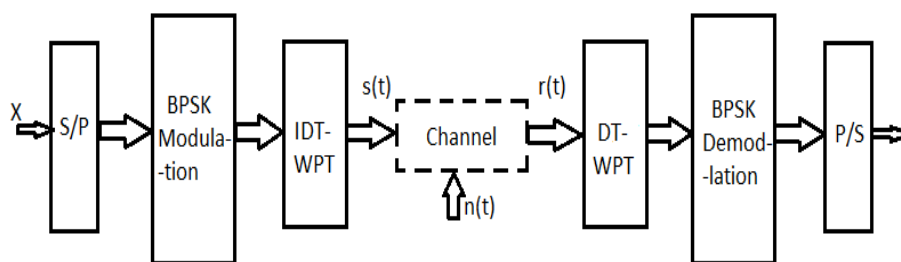 X
S/P
BPSK
Modula-
-tion
IDT-
WPT
s(t)
Channel
n(t)
r(t)
DT-
WPT
BPSK
Demod-
-lation
P/S